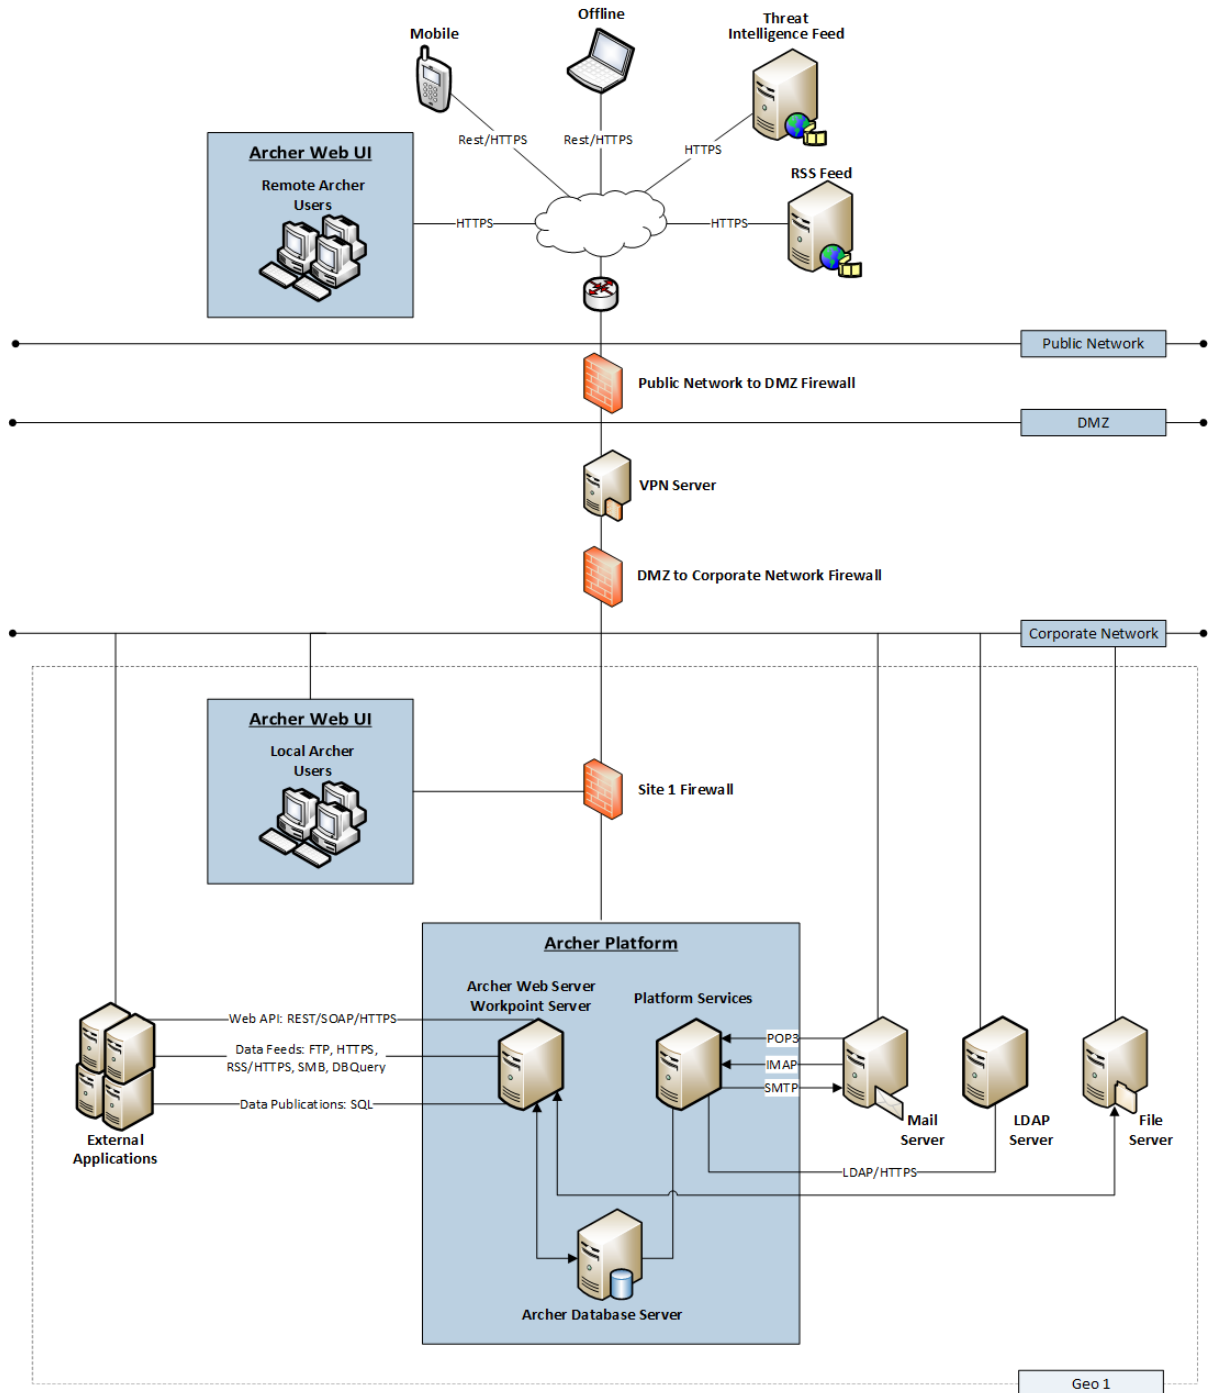 Offline
Mobile
Threat
Intelligence Feed
Rest/HTTPS
Rest/HTTPS
HTTPS
Archer Web UI
Remote Archer
Users
RSS Feed
HTTPS
HTTPS
Public Network
Public Network to DMZ Firewall
DMZ
VPN Server
DMZ to Corporate Network Firewall
Corporate Network
Archer Web UI
Local Archer
Users
Site 1 Firewall
Archer Platform
Archer Web Server
Workpoint Server
Platform Services
Web API: REST/SOAP/HTTPS
Data Feeds: FTP, HTTPS,
RSS/HTTPS, SMB, DBQuery
Data Publications: SQL
POP3
IMAP
SMTP
External
Applications
Mail
Server
LDAP
Server
File
Server
LDAP/HTTPS
Archer Database Server
Geo 1